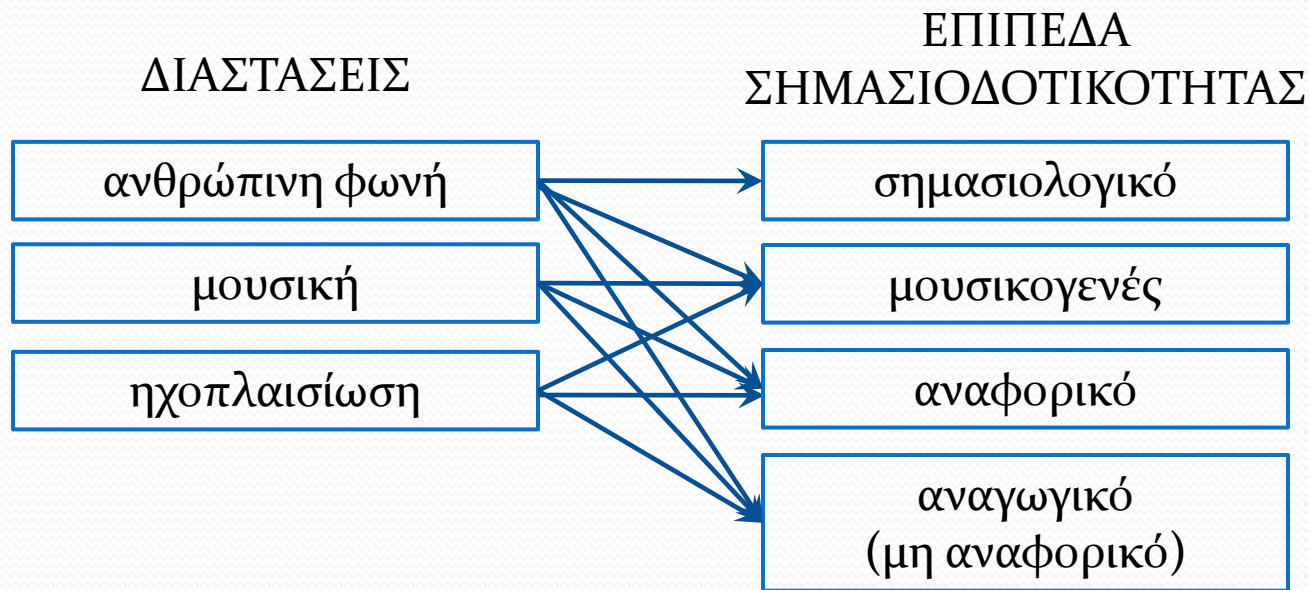 ΔΙΑΣΤΑΣΕΙΣ
ανθρώπινη φωνή
μουσική
ηχοπλαισίωση
ΕΠΙΠΕΔΑ
ΣΗΜΑΣΙΟΔΟΤΙΚΟΤΗΤΑΣ
σημασιολογικό
μουσικογενές
αναφορικό
αναγωγικό
(μη αναφορικό)